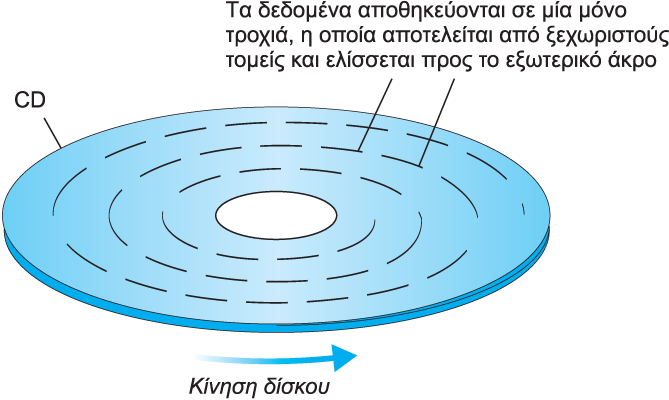 Τα δεδομένα αποθηκεύονται σε μία μόνο
τροχιά, η οποία αποτελείται από ξεχωριστούς
τομείς και ελίσσεται προς το εξωτερικό άκρο
CD
Κίνηση δίσκου